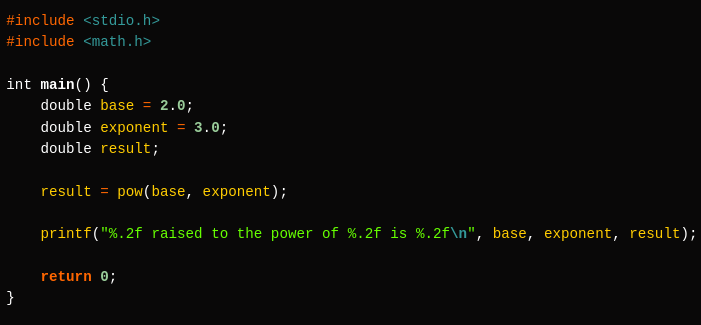 #include <stdio.h>
#include <math.h>

int main() {
    double base = 2.0;
    double exponent = 3.0;
    double result;

    result = pow(base, exponent);

    printf("%.2f raised to the power of %.2f is %.2f\n", base, exponent, result);

    return 0;
}